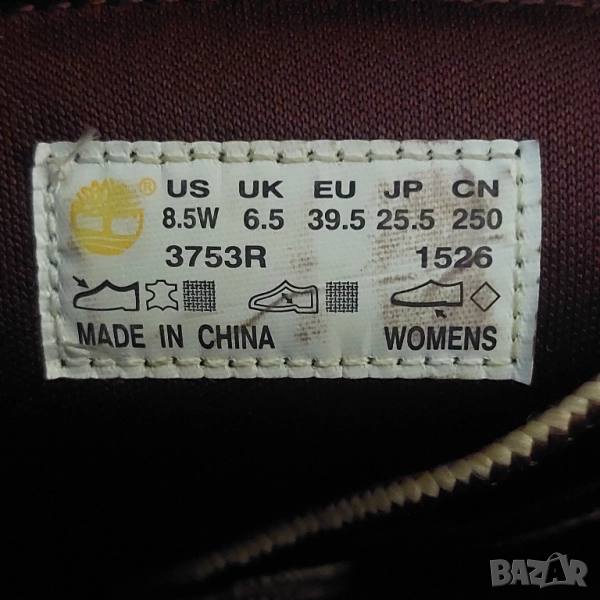 US UK EU JP CN
8.5W 6.5 39.5 25.5 250
3753R 1526
MADE IN CHINA WOMENS
BAZAR